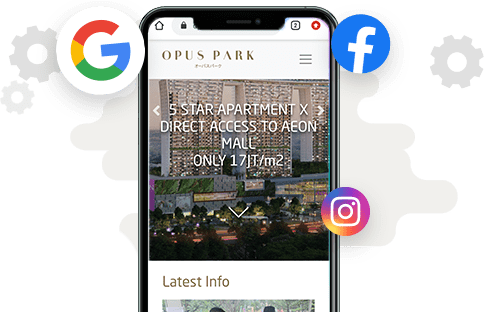 2
OPUS PARK
オーパスパーク
5 STAR APARTMENT X
DIRECT ACCESS TO AEON
MALL
ONLY 17JT/m2
Latest Info